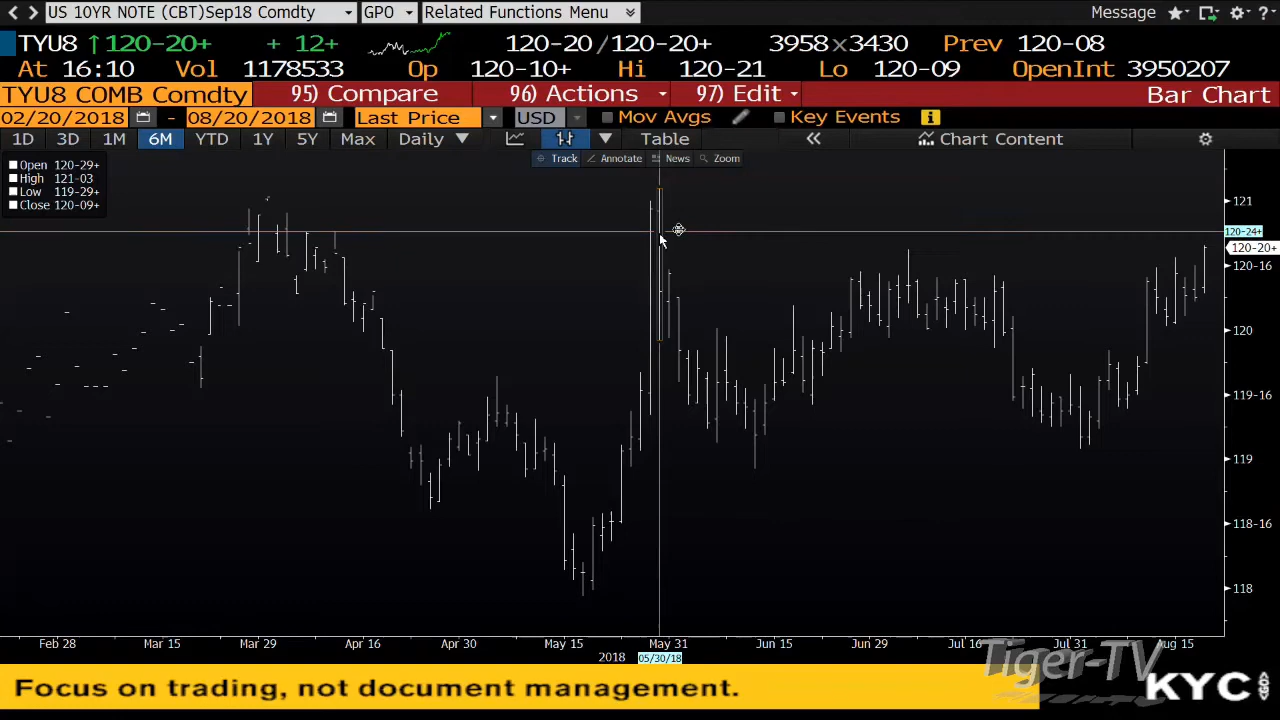 US 10YR NOTE (CBT)Sep18 Comdty GPO Related Functions Menu Message
TYU8 ↑120-20+ + 12+ 120-20/120-20+ 3958x3430 Prev 120-08
At 16:10 Vol 1178533 Op 120-10+ Hi 120-21 Lo 120-09 OpenInt 3950207
TYU8 COMB Comdty 95) Compare 96) Actions 97) Edit Bar Chart
02/20/2018 - 08/20/2018 Last Price USD Mov Avgs Key Events
1D 3D 1M 6M YTD 1Y 5Y Max Daily ▼ Table « Chart Content
Track Annotate News Zoom
Open 120-29+
High 121-03
Low 119-29+
Close 120-09+
121
120-24+
120-20+
120-16
120
119-16
119
118-16
118
Feb 28 Mar 15 Mar 29 Apr 16 Apr 30 May 15 May 31 Jun 15 Jun 29 Jul 16 Jul 31 Aug 15
2018 05/30/18
Tiger-TV
Focus on trading, not document management.
KYC